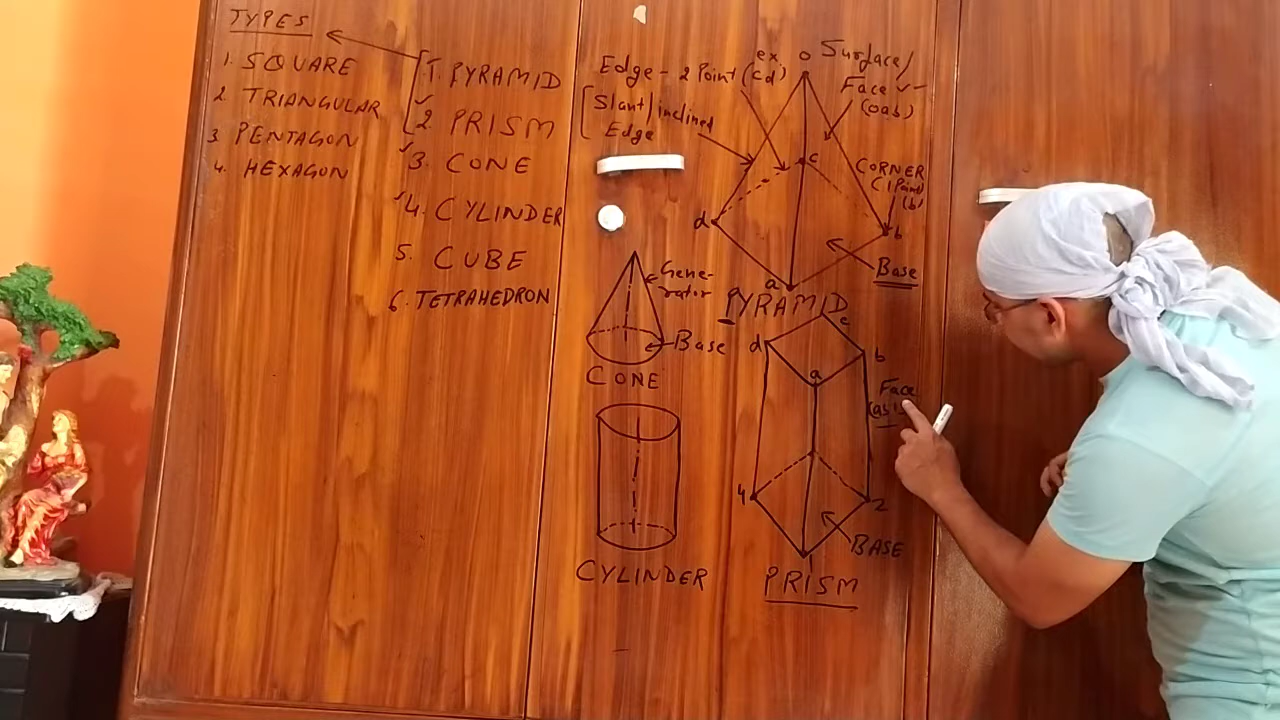 TYPES
1. SQUARE
2. TRIANGULAR
3 PENTAGON
4. HEXAGON
1. PYRAMID
2. PRISM
3. CONE
4. CYLINDER
5. CUBE
6. TETRAHEDRON
Edge - 2 Point (cd)
ex.
Slant/inclined
Edge
o
Surface/
Face
(oab)
CORNER
(1 Point)
(b)
c
d
b
a
Base
PYRAMID
Gene-
rator
Base
CONE
CYLINDER
d
c
b
a
Face
4
2
1
BASE
PRISM